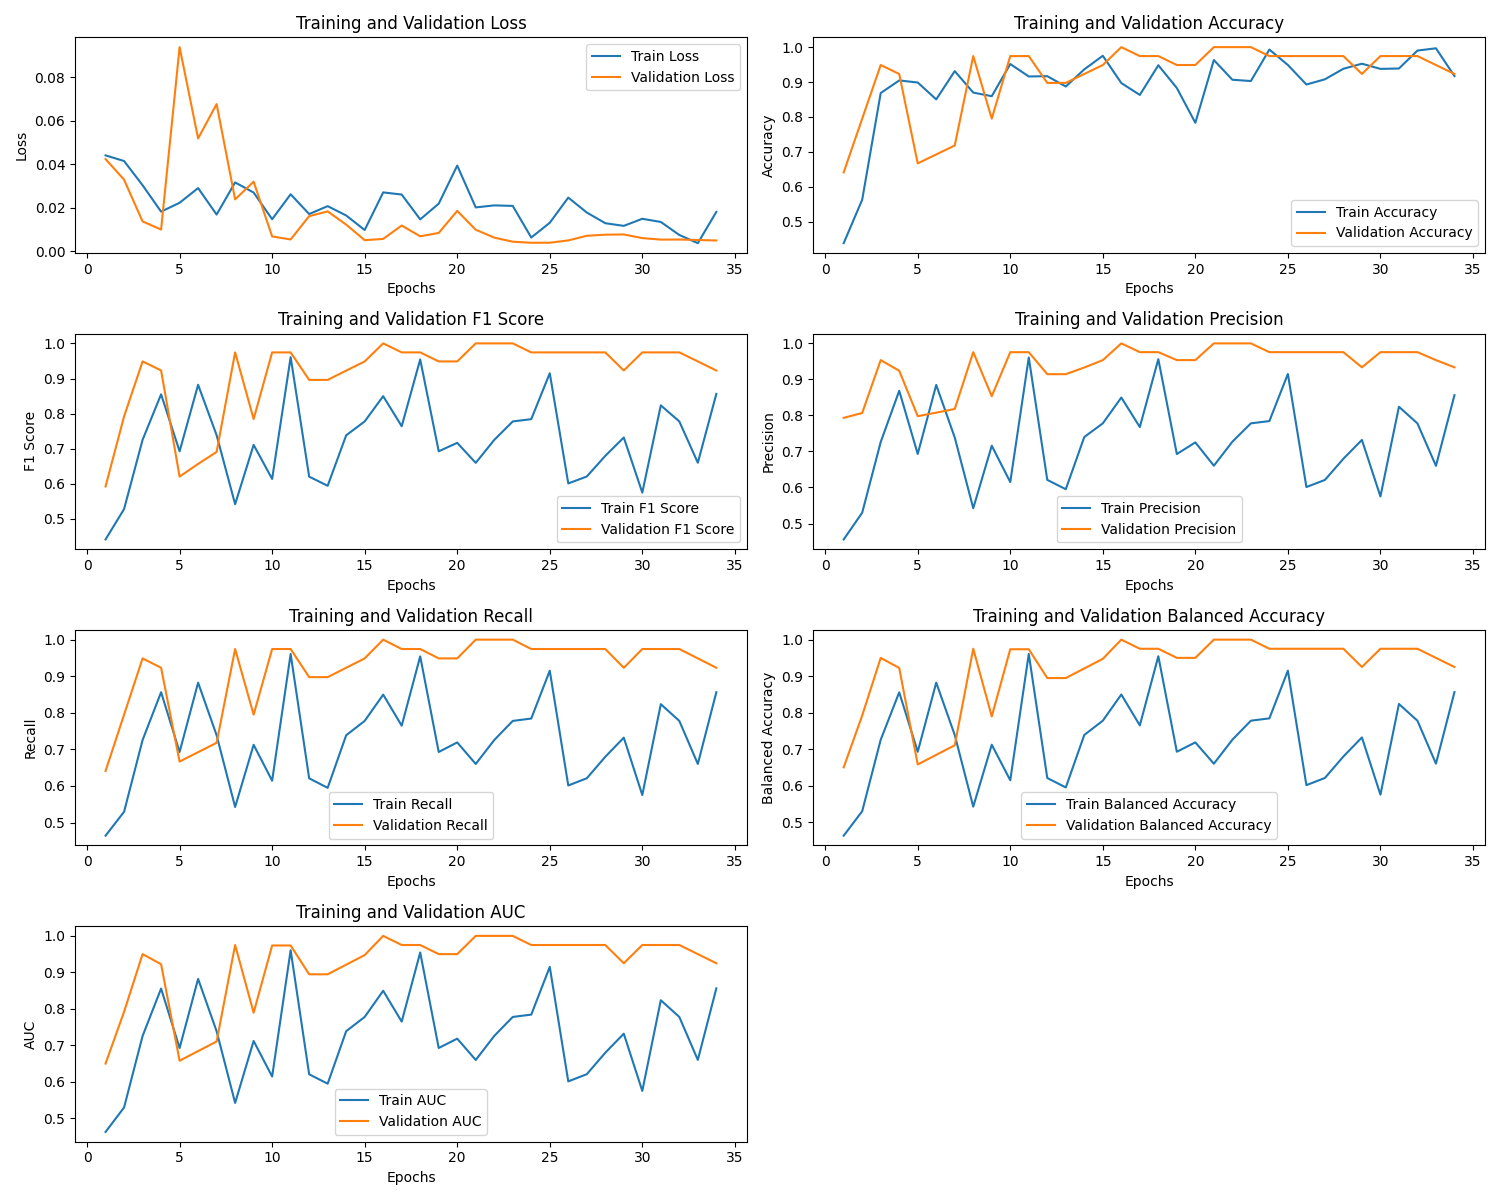 Training and Validation Loss
Loss
0.08
0.06
0.04
0.02
0.00
Train Loss
Validation Loss
0 5 10 15 20 25 30 35
Epochs
Training and Validation Accuracy
Accuracy
1.0
0.9
0.8
0.7
0.6
0.5
Train Accuracy
Validation Accuracy
0 5 10 15 20 25 30 35
Epochs
Training and Validation F1 Score
F1 Score
1.0
0.9
0.8
0.7
0.6
0.5
Train F1 Score
Validation F1 Score
0 5 10 15 20 25 30 35
Epochs
Training and Validation Precision
Precision
1.0
0.9
0.8
0.7
0.6
0.5
Train Precision
Validation Precision
0 5 10 15 20 25 30 35
Epochs
Training and Validation Recall
Recall
1.0
0.9
0.8
0.7
0.6
0.5
Train Recall
Validation Recall
0 5 10 15 20 25 30 35
Epochs
Training and Validation Balanced Accuracy
Balanced Accuracy
1.0
0.9
0.8
0.7
0.6
0.5
Train Balanced Accuracy
Validation Balanced Accuracy
0 5 10 15 20 25 30 35
Epochs
Training and Validation AUC
AUC
1.0
0.9
0.8
0.7
0.6
0.5
Train AUC
Validation AUC
0 5 10 15 20 25 30 35
Epochs